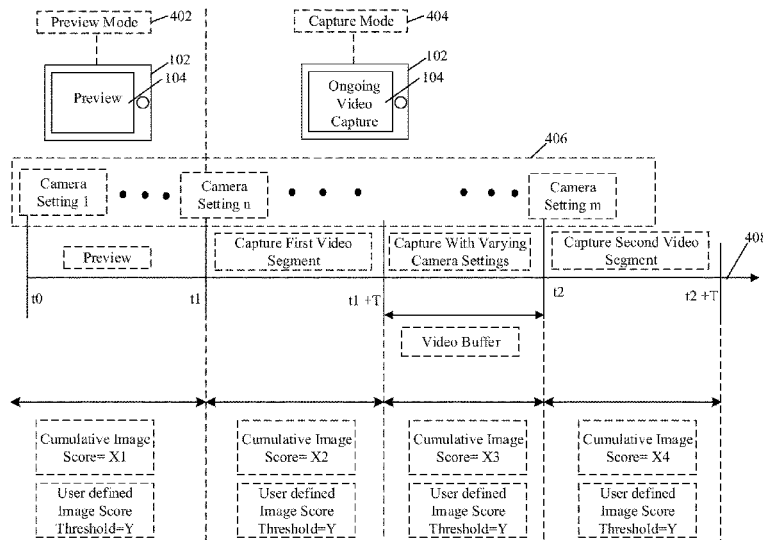 Preview Mode
402
Capture Mode
404
102
104
Preview
102
104
Ongoing
Video
Capture
406
Camera
Setting 1
Camera
Setting n
Camera
Setting m
Preview
Capture First Video
Segment
Capture With Varying
Camera Settings
Capture Second Video
Segment
408
t0
t1
t1 +T
t2
t2 +T
Video Buffer
Cumulative Image
Score= X1
Cumulative Image
Score= X2
Cumulative Image
Score= X3
Cumulative Image
Score= X4
User defined
Image Score
Threshold=Y
User defined
Image Score
Threshold=Y
User defined
Image Score
Threshold=Y
User defined
Image Score
Threshold=Y